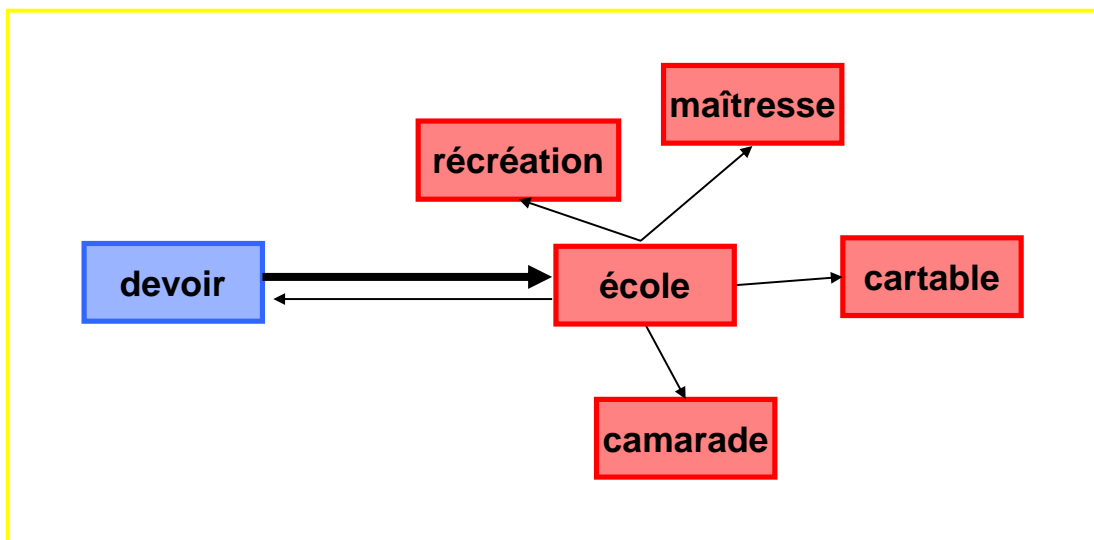 maîtresse
récréation
devoir
école
cartable
camarade